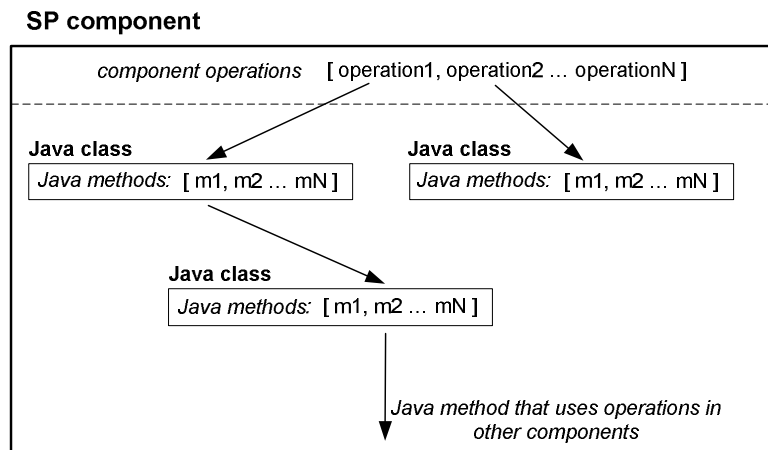 SP component
component operations [ operation1, operation2 ... operationN ]
Java class
Java methods: [ m1, m2 ... mN ]
Java class
Java methods: [ m1, m2 ... mN ]
Java class
Java methods: [ m1, m2 ... mN ]
Java method that uses operations in
other components